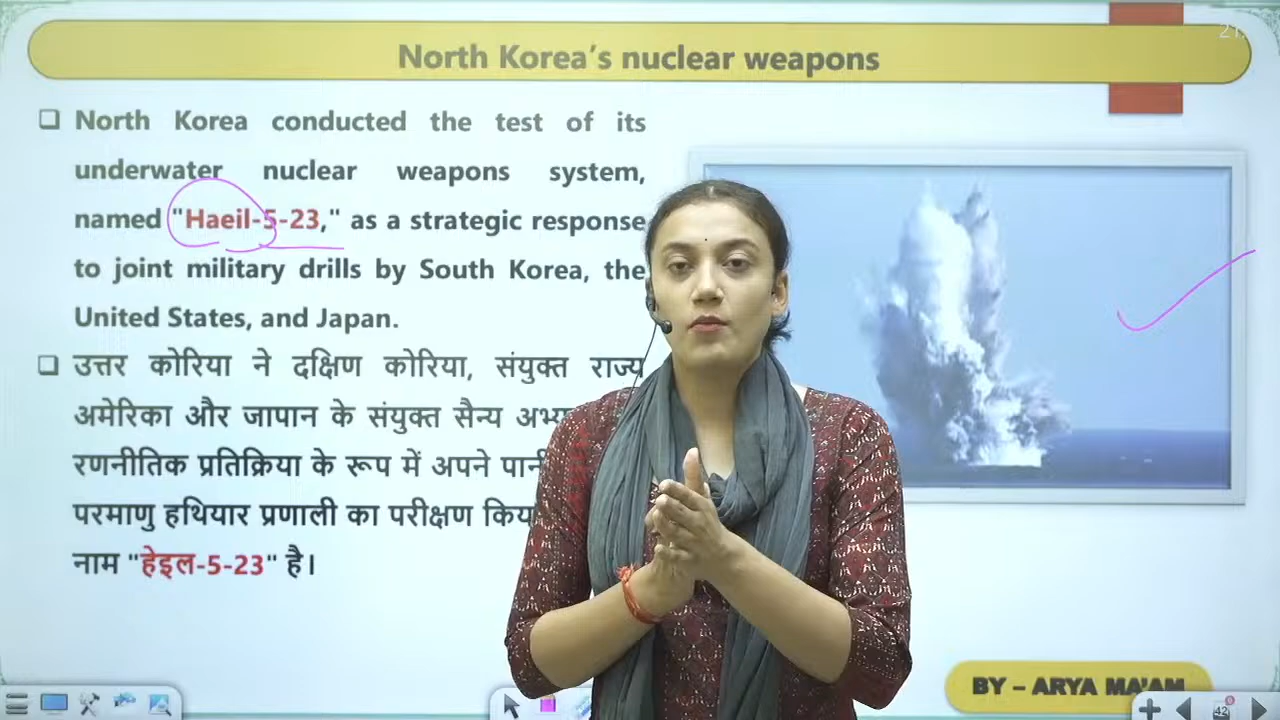 North Korea's nuclear weapons
North Korea conducted the test of its
underwater nuclear weapons system,
named "Haeil-5-23," as a strategic response
to joint military drills by South Korea, the
United States, and Japan.
उत्तर कोरिया ने दक्षिण कोरिया, संयुक्त राज्य
अमेरिका और जापान के संयुक्त सैन्य
रणनीतिक प्रतिक्रिया के रूप में अपने
परमाणु हथियार प्रणाली का परीक्षण
नाम "हेइल-5-23" है।
BY – ARYA MA'AM
42